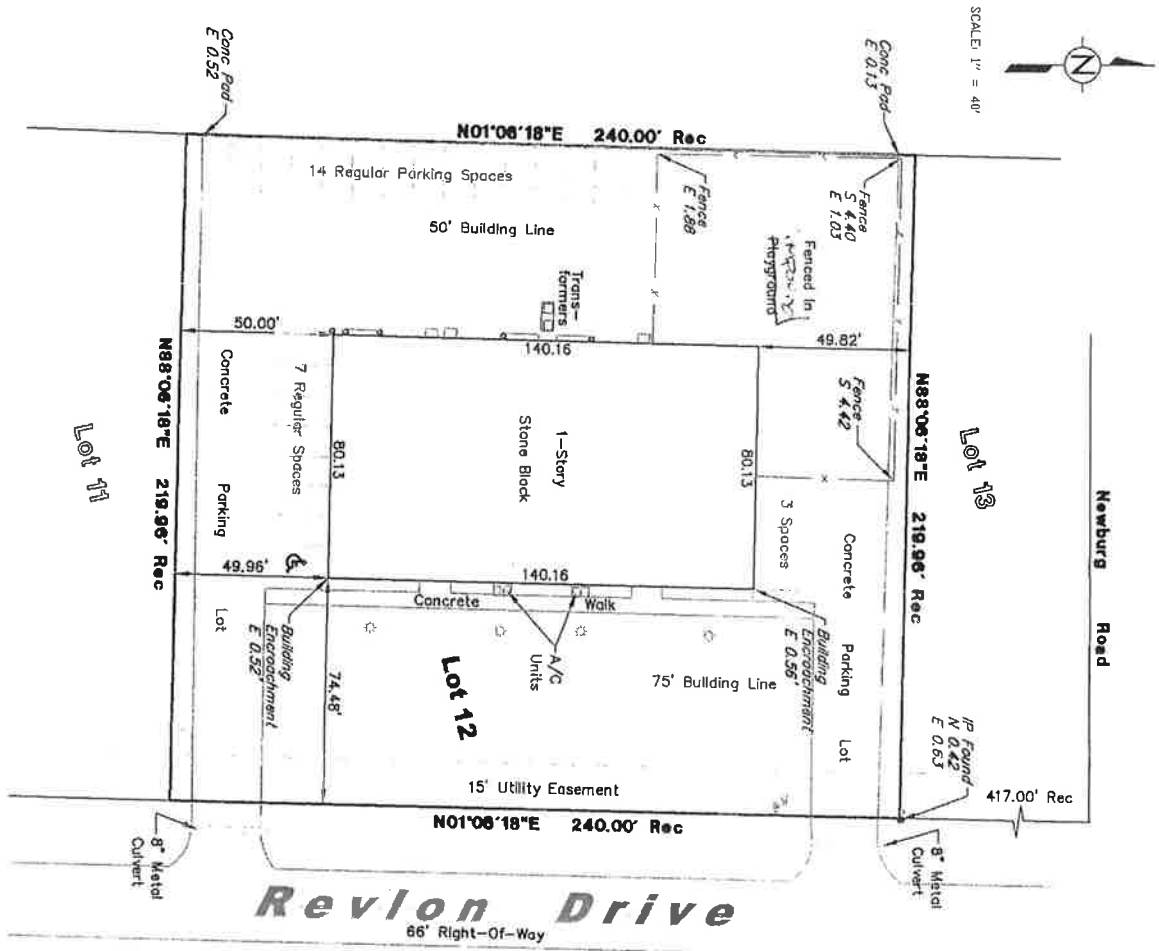 SCALE: 1" = 40'
N
Conc Pad
E 0.52
Conc Pad
E 0.13
N01°06'18"E 240.00' Rec
14 Regular Parking Spaces
50' Building Line
Fence
E 1.88
Fence
S 4.40
E 1.03
Fenced In
Playground
Trans-
formers
50.00'
140.16
49.82'
N88°06'18"E 219.96' Rec
Concrete Parking Lot
7 Regular Spaces
80.13
1-Story
Stone Block
80.13
Fence
S 4.42
N88°06'18"E 219.96' Rec
Lot 11
Lot 13
Newburg Road
3 Spaces
Concrete Parking Lot
49.96'
140.16
Concrete Walk
Building
Encroachment
E 0.52'
A/C
Units
Building
Encroachment
E 0.56'
74.48'
Lot 12
75' Building Line
IP Found
N 0.42
E 0.63
15' Utility Easement
417.00' Rec
N01°06'18"E 240.00' Rec
8" Metal
Culvert
8" Metal
Culvert
Revlon Drive
66' Right-Of-Way